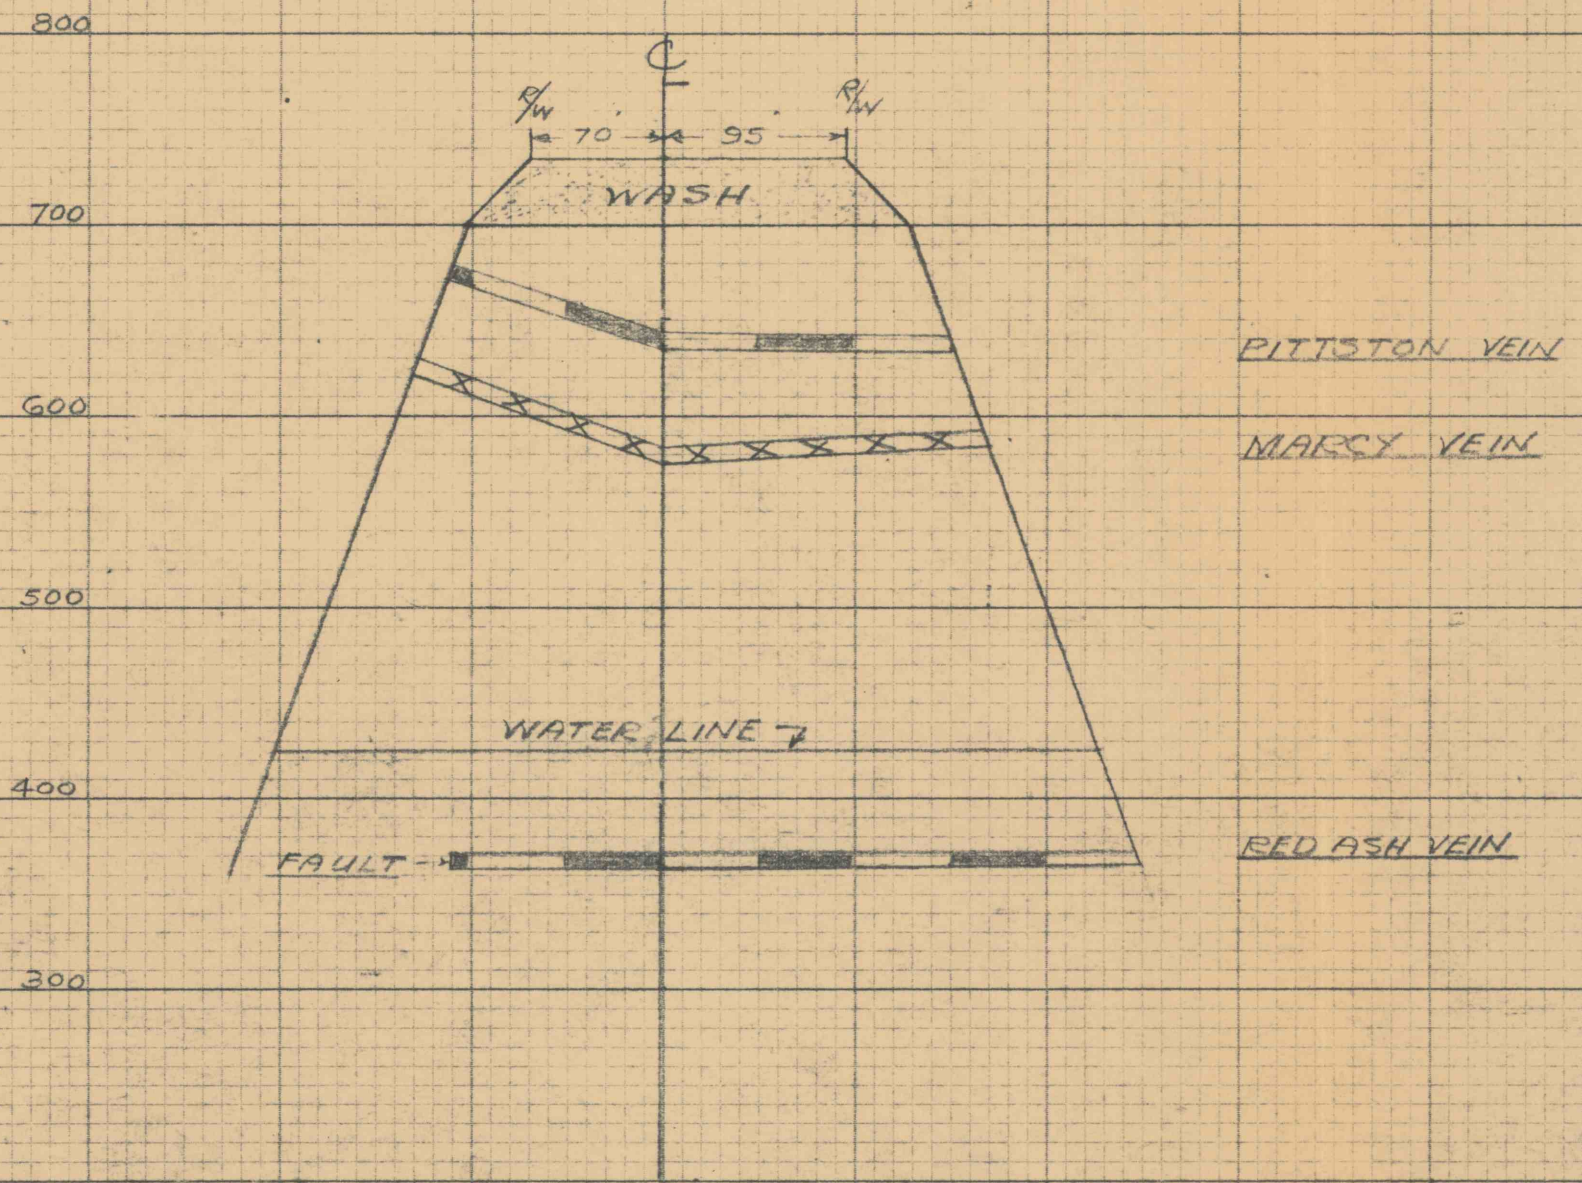 800
℄
R/W R/W
70' 95'
WASH
700
PITTSTON VEIN
600
MARCY VEIN
500
WATER LINE
400
FAULT
RED ASH VEIN
300